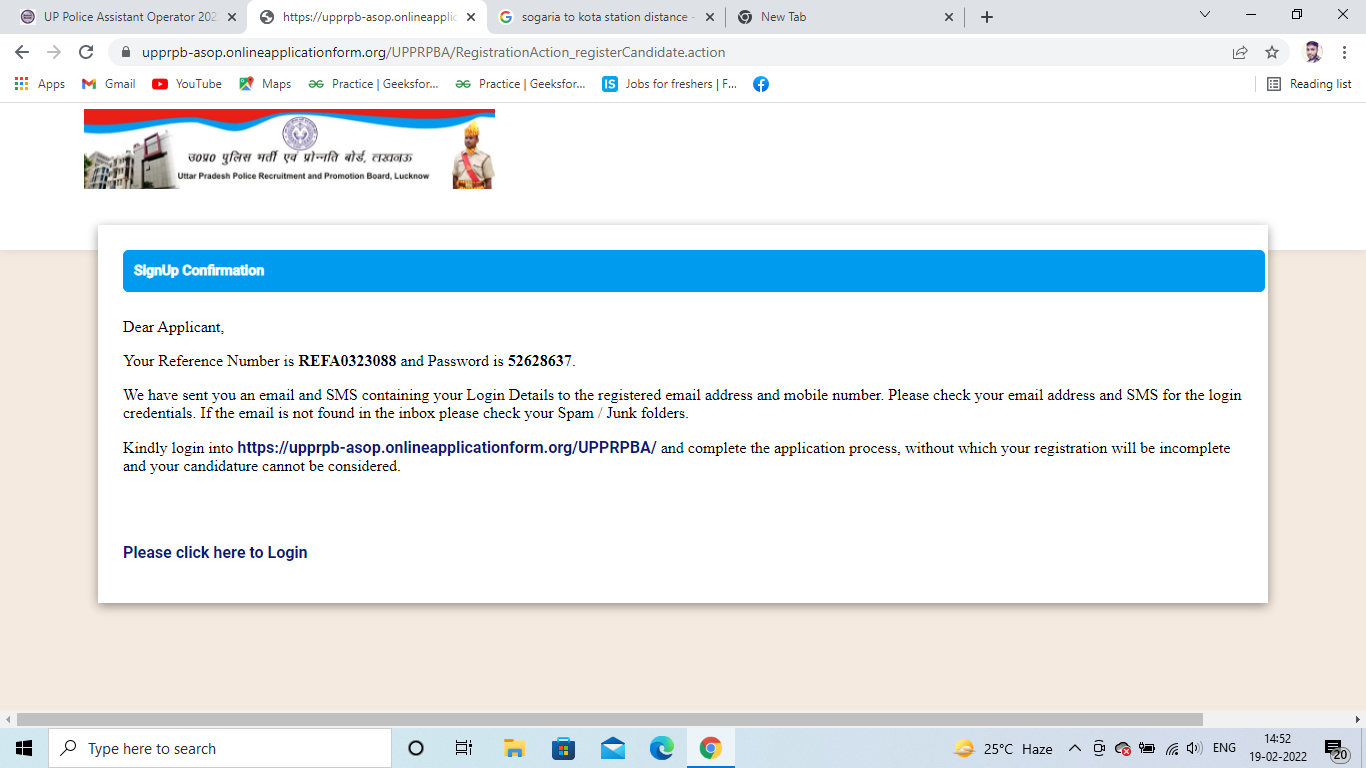 UP Police Assistant Operator 202
https://upprpb-asop.onlineapplic
sogaria to kota station distance -
New Tab
upprpb-asop.onlineapplicationform.org/UPPRPBA/RegistrationAction_registerCandidate.action
Apps
Gmail
YouTube
Maps
Practice | Geeksfor...
Practice | Geeksfor...
IS
Jobs for freshers | F...
Reading list
उ०प्र० पुलिस भर्ती एवं प्रोन्नति बोर्ड, लखनऊ
Uttar Pradesh Police Recruitment and Promotion Board, Lucknow
SignUp Confirmation
Dear Applicant,
Your Reference Number is REFA0323088 and Password is 52628637.
We have sent you an email and SMS containing your Login Details to the registered email address and mobile number. Please check your email address and SMS for the login
credentials. If the email is not found in the inbox please check your Spam / Junk folders.
Kindly login into https://upprpb-asop.onlineapplicationform.org/UPPRPBA/ and complete the application process, without which your registration will be incomplete
and your candidature cannot be considered.
Please click here to Login
Type here to search
25°C Haze
ENG
14:52
19-02-2022
20